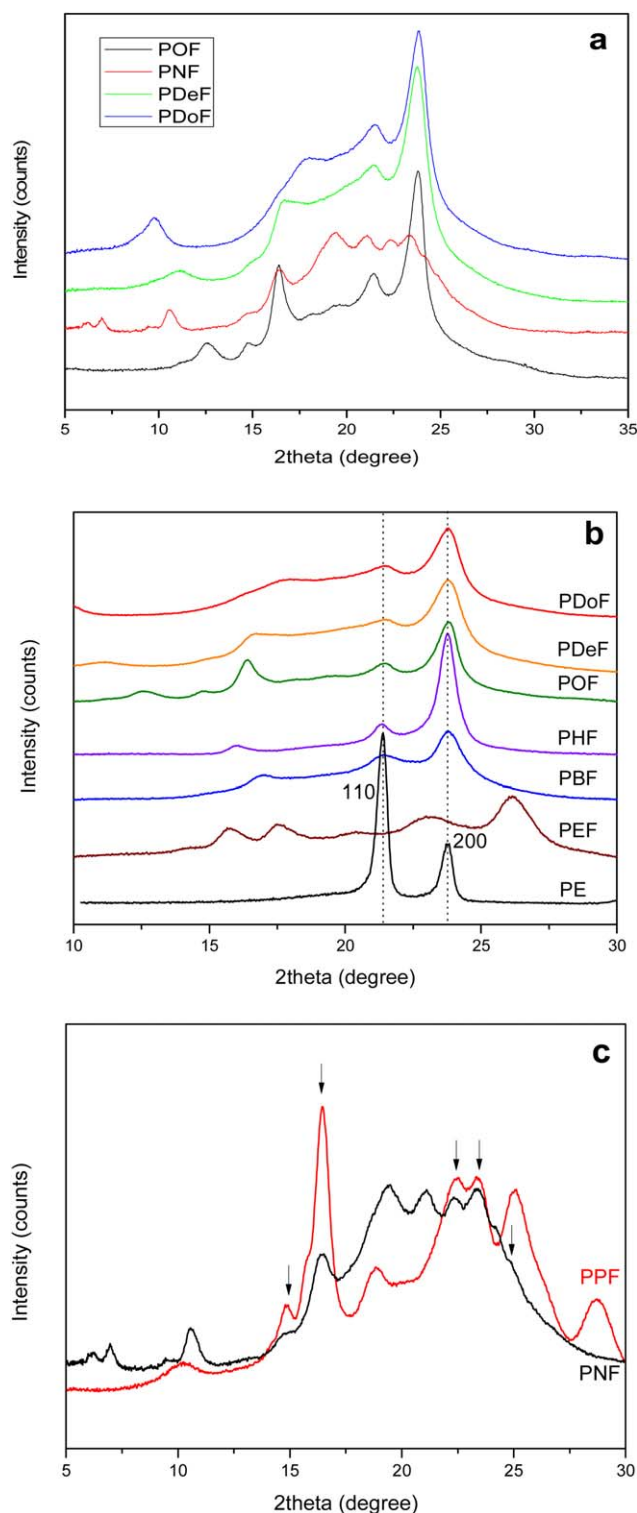 a
POF
PNF
PDeF
PDoF
Intensity (counts)
5 10 15 20 25 30 35
2theta (degree)
b
PDoF
PDeF
POF
PHF
PBF
110
PEF
200
PE
Intensity (counts)
10 15 20 25 30
2theta (degree)
c
PPF
PNF
Intensity (counts)
5 10 15 20 25 30
2theta (degree)